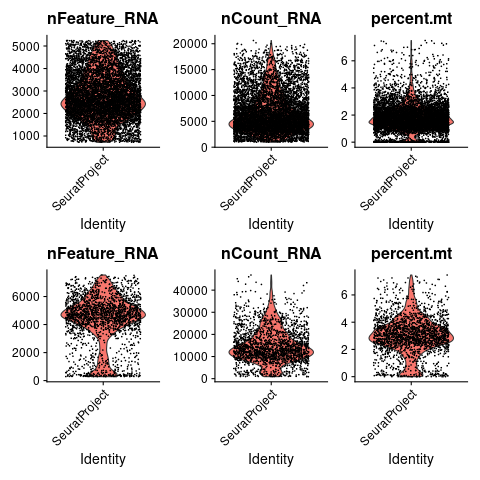 nFeature_RNA nCount_RNA percent.mt
5000 20000 6
4000 15000 4
3000 10000 2
2000 5000 0
1000 0
SeuratProject SeuratProject SeuratProject
Identity Identity Identity
nFeature_RNA nCount_RNA percent.mt
6000 40000 6
4000 30000 4
2000 20000 2
0 10000 0
0
SeuratProject SeuratProject SeuratProject
Identity Identity Identity